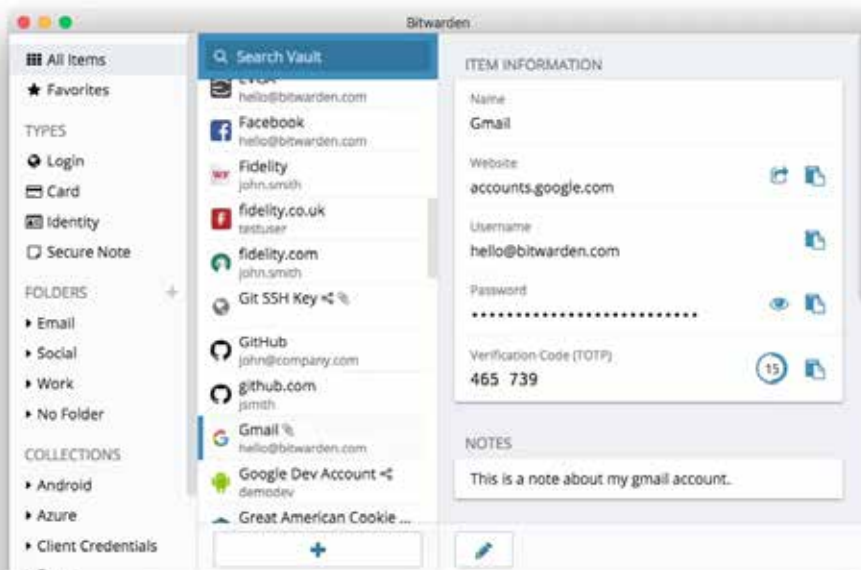 Bitwarden
All Items
Favorites
TYPES
Login
Card
Identity
Secure Note
FOLDERS
Email
Social
Work
No Folder
COLLECTIONS
Android
Azure
Client Credentials
Search Vault
hello@bitwarden.com
Facebook
hello@bitwarden.com
WF
Fidelity
john.smith
fidelity.co.uk
testuser
fidelity.com
john.smith
Git SSH Key
GitHub
john@company.com
github.com
jsmith
Gmail
hello@bitwarden.com
Google Dev Account
demodev
Great American Cookie ...
ITEM INFORMATION
Name
Gmail
Website
accounts.google.com
Username
hello@bitwarden.com
Password
••••••••••••••••••••••••••
Verification Code (TOTP)
465 739
15
NOTES
This is a note about my gmail account.